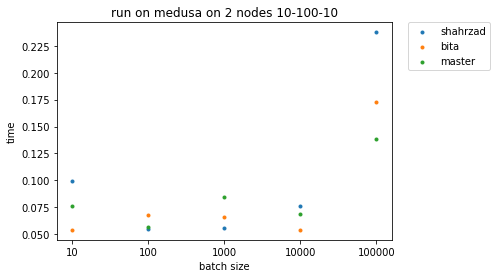 run on medusa on 2 nodes 10-100-10
shahrzad
bita
master
0.225
0.200
0.175
0.150
0.125
0.100
0.075
0.050
time
10 100 1000 10000 100000
batch size